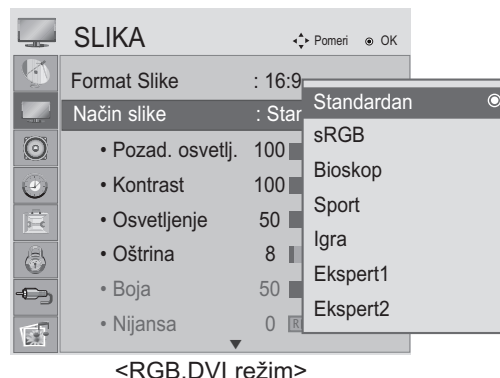 SLIKA Pomeri OK
Format Slike : 16:9
Način slike : Star
• Pozad. osvetlj. 100
• Kontrast 100
• Osvetljenje 50
• Oštrina 8
• Boja 50
• Nijansa 0 R
Standardan
sRGB
Bioskop
Sport
Igra
Ekspert1
Ekspert2
<RGB,DVI režim>